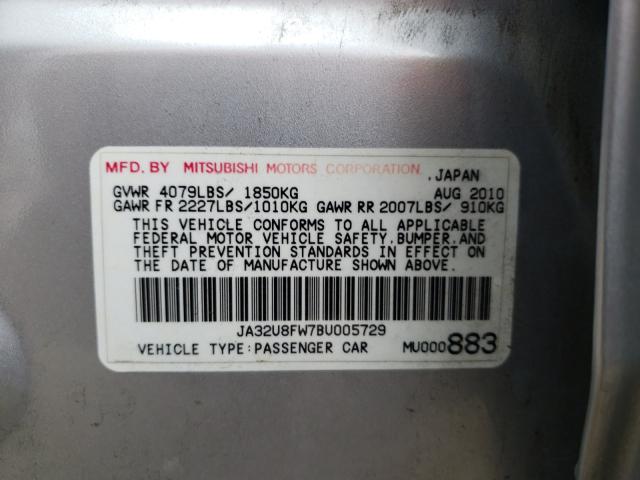 MFD. BY MITSUBISHI MOTORS CORPORATION .JAPAN
GVWR 4079LBS/ 1850KG AUG 2010
GAWR FR 2227LBS/1010KG GAWR RR 2007LBS/ 910KG
THIS VEHICLE CONFORMS TO ALL APPLICABLE
FEDERAL MOTOR VEHICLE SAFETY.BUMPER.AND
THEFT PREVENTION STANDARDS IN EFFECT ON
THE DATE OF MANUFACTURE SHOWN ABOVE.
JA32U8FW7BU005729
VEHICLE TYPE:PASSENGER CAR MU000883